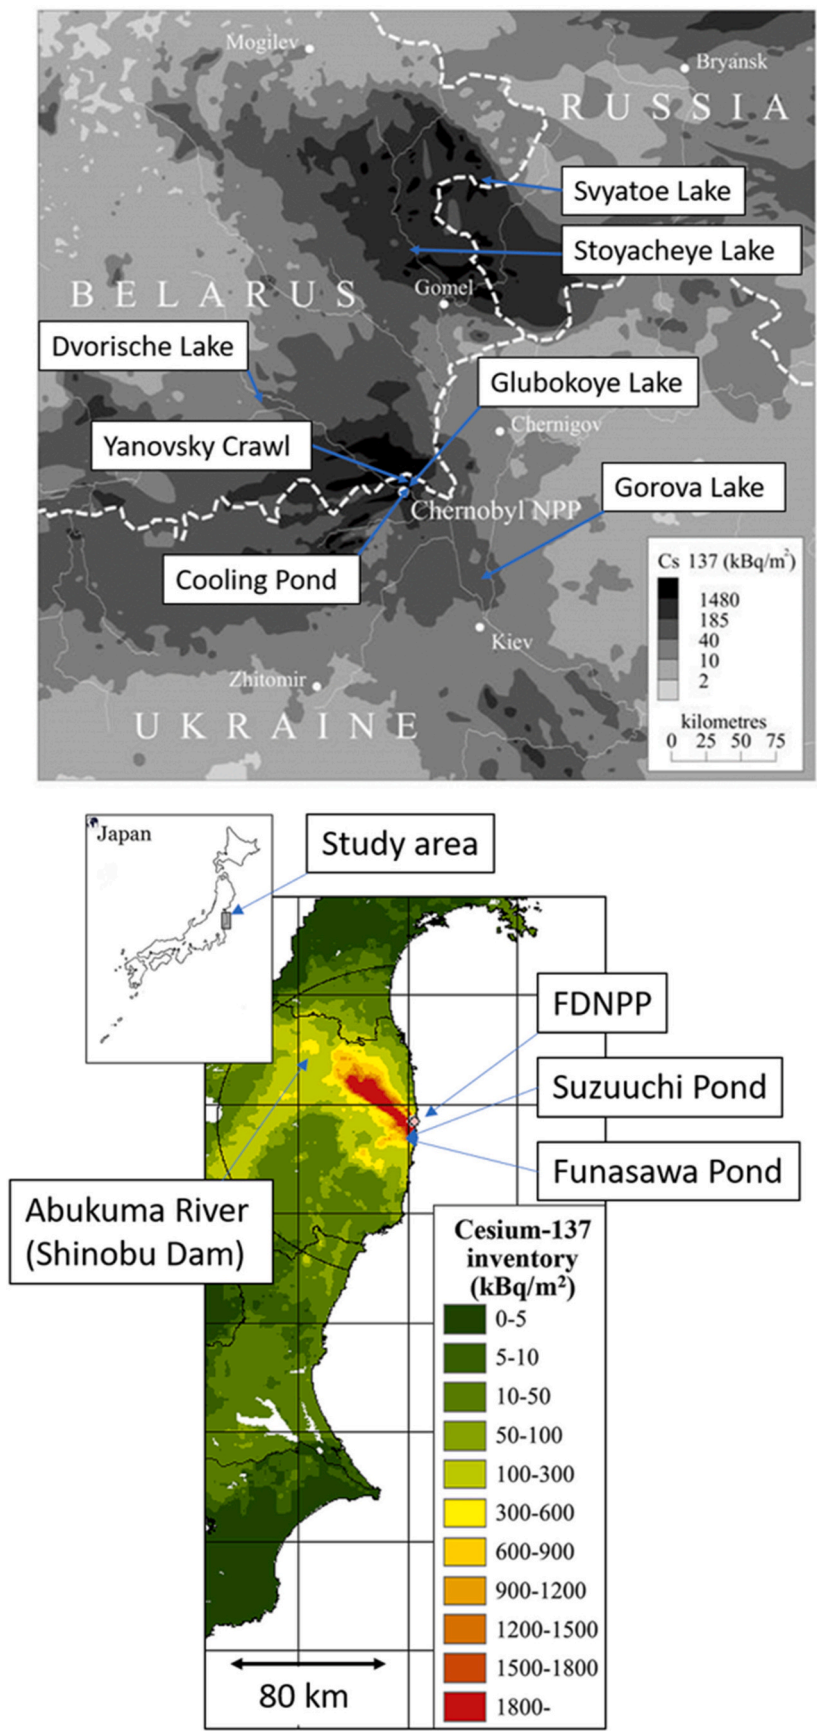 Mogilev
Bryansk
RUSSIA
Svyatoe Lake
Stoyacheye Lake
BELARUS
Gomel
Dvorische Lake
Glubokoye Lake
Chernigov
Yanovsky Crawl
Gorova Lake
Chernobyl NPP
Cs 137 (kBq/m²)
1480
185
40
10
2
Cooling Pond
Kiev
Zhitomir
UKRAINE
kilometres
0 25 50 75
Japan
Study area
FDNPP
Suzuuchi Pond
Funasawa Pond
Abukuma River
(Shinobu Dam)
Cesium-137
inventory
(kBq/m²)
0-5
5-10
10-50
50-100
100-300
300-600
600-900
900-1200
1200-1500
1500-1800
1800-
80 km